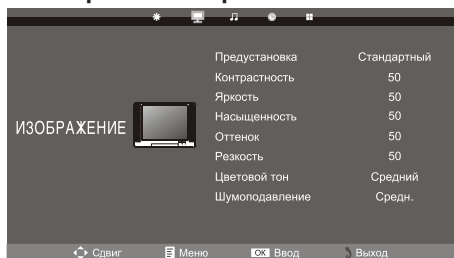 Предустановка Стандартный
Контрастность 50
Яркость 50
Насыщенность 50
ИЗОБРАЖЕНИЕ
Оттенок 50
Резкость 50
Цветовой тон Средний
Шумоподавление Средн.
Сдвиг Меню OK Ввод Выход